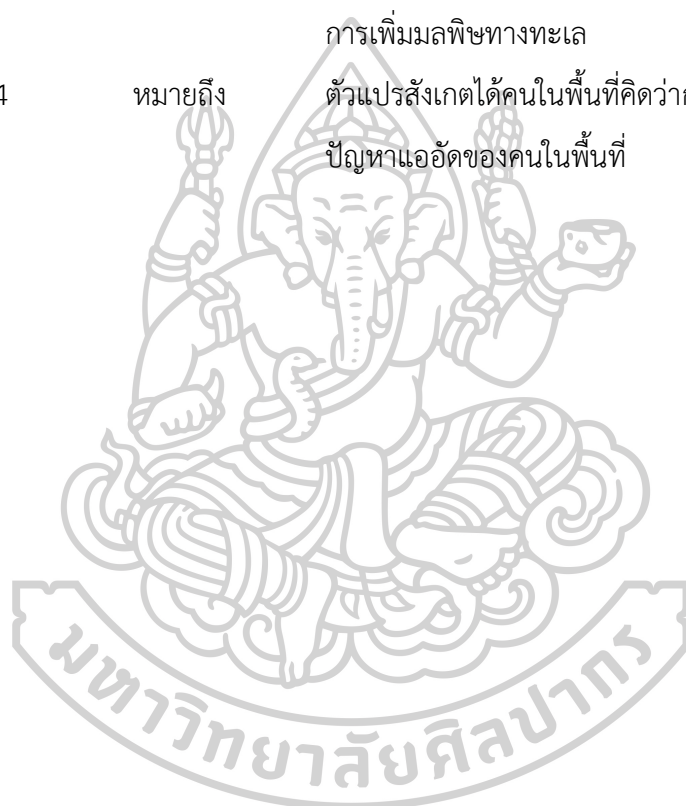 การเพิ่มมลพิษทางทะเล
4 หมายถึง ตัวแปรสังเกตได้คนในพื้นที่คิดว่า
ปัญหาแออัดของคนในพื้นที่
มหาวิทยาลัยศิลปากร